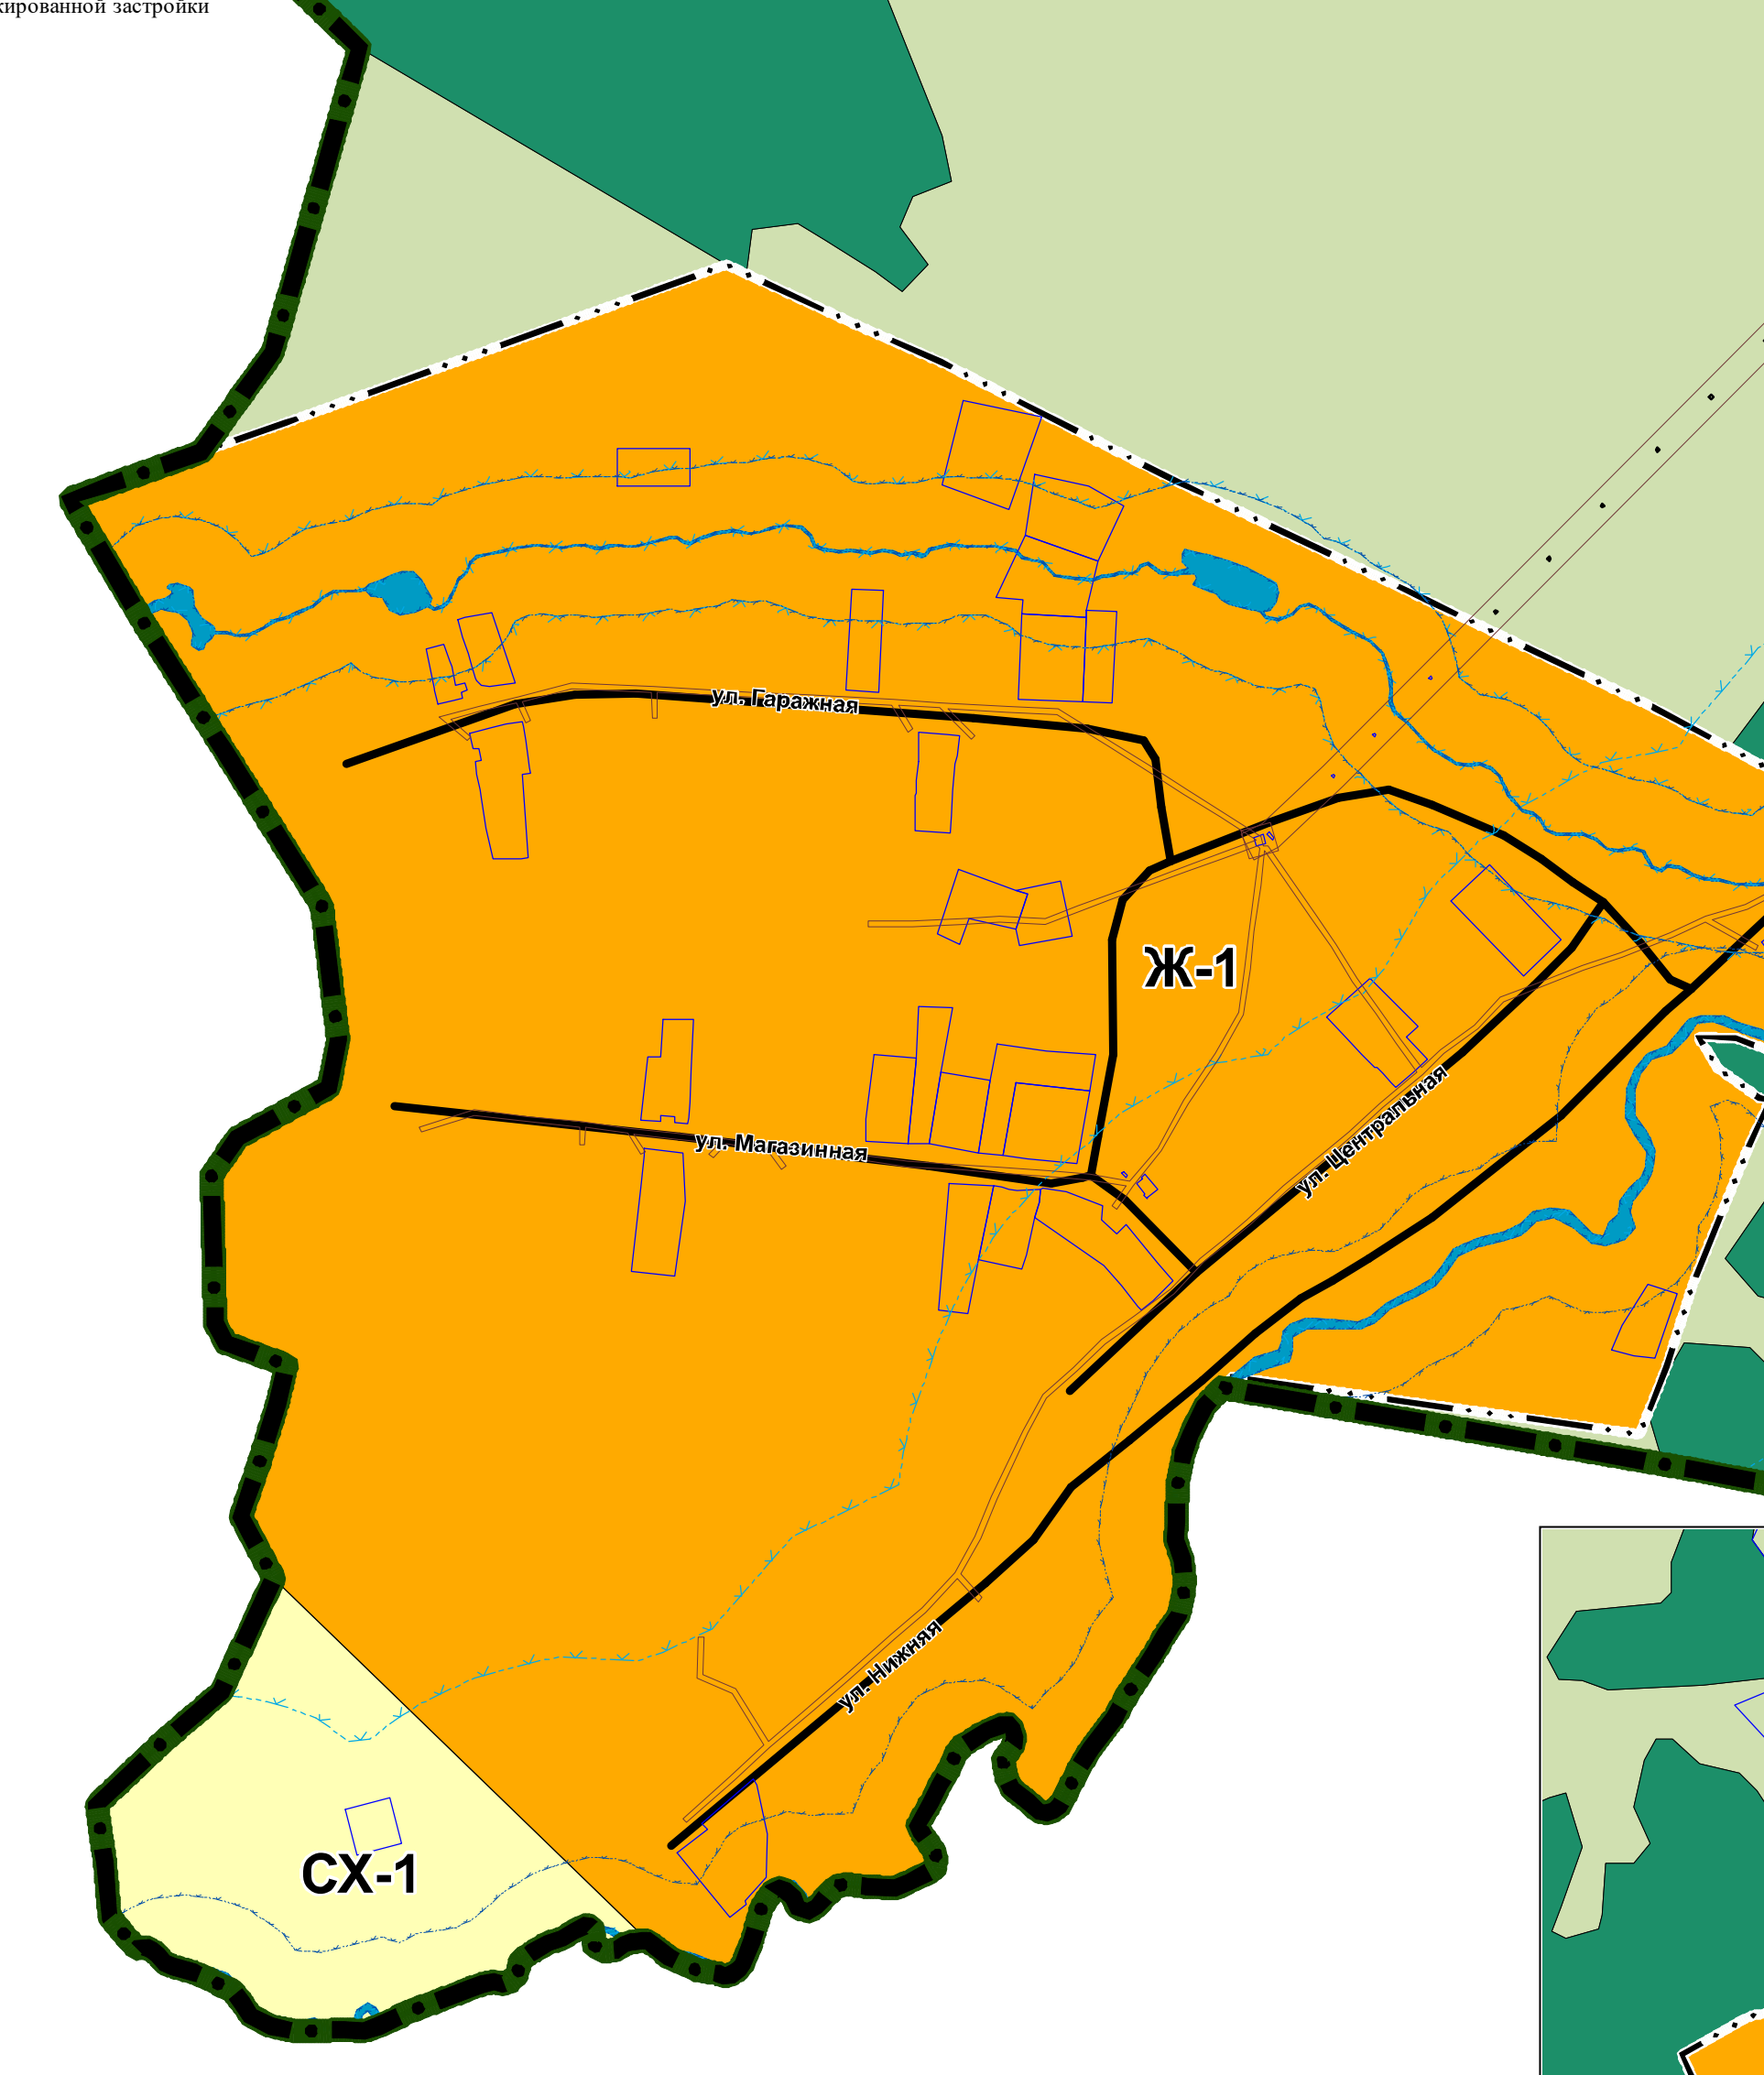 кированной застройки
ул. Гаражная
Ж-1
ул. Центральная
ул. Магазинная
ул. Нижняя
СХ-1